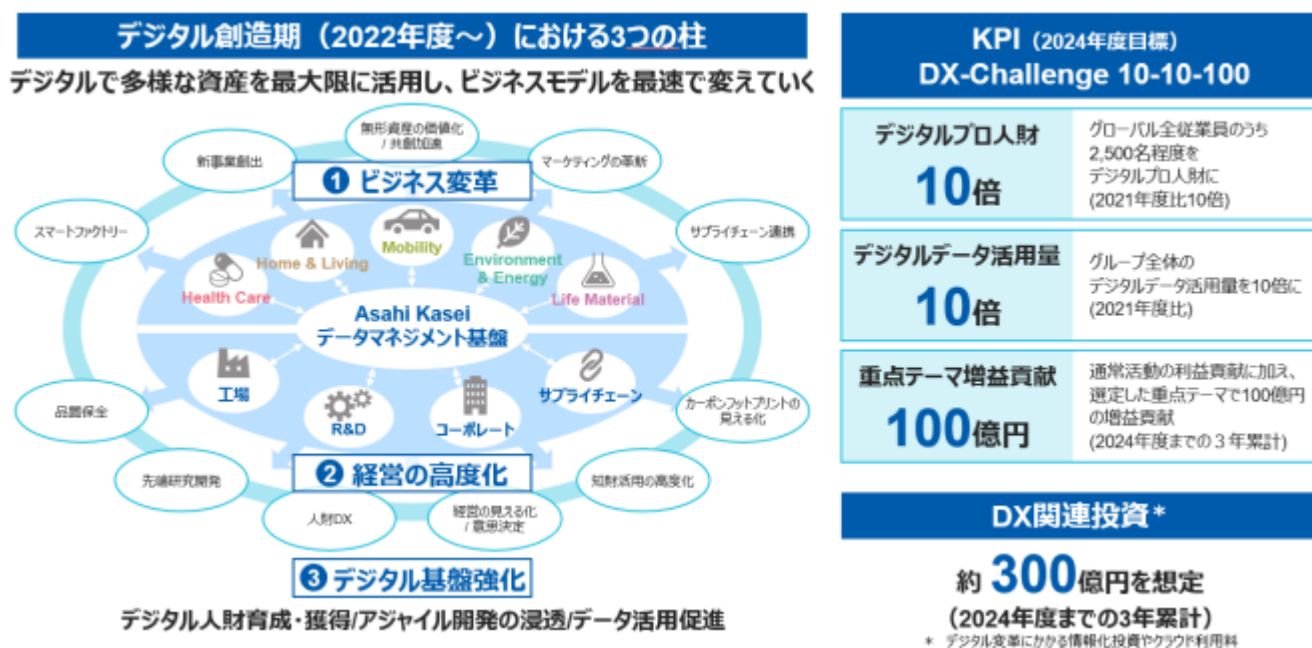 デジタル創造期（2022年度～）における3つの柱
デジタルで多様な資産を最大限に活用し、ビジネスモデルを最速で変えていく
無形資産の価値化
/ 共創加速
新事業創出
マーケティングの革新
❶ ビジネス変革
スマートファクトリー
サプライチェーン連携
Mobility
Home & Living
Environment
& Energy
Health Care
Life Material
Asahi Kasei
データマネジメント基盤
工場
サプライチェーン
R&D
コーポレート
品質保全
カーボンフットプリントの
見える化
❷ 経営の高度化
先端研究開発
知財活用の高度化
人財DX
経営の見える化
/ 意思決定
❸ デジタル基盤強化
デジタル人財育成・獲得/アジャイル開発の浸透/データ活用促進
KPI（2024年度目標）
DX-Challenge 10-10-100
デジタルプロ人財
10倍
グローバル全従業員のうち
2,500名程度を
デジタルプロ人財に
(2021年度比10倍)
デジタルデータ活用量
10倍
グループ全体の
デジタルデータ活用量を10倍に
(2021年度比)
重点テーマ増益貢献
100億円
通常活動の利益貢献に加え、
選定した重点テーマで100億円
の増益貢献
(2024年度までの３年累計)
DX関連投資*
約 300億円を想定
（2024年度までの3年累計）
* デジタル変革にかかる情報化投資やクラウド利用料